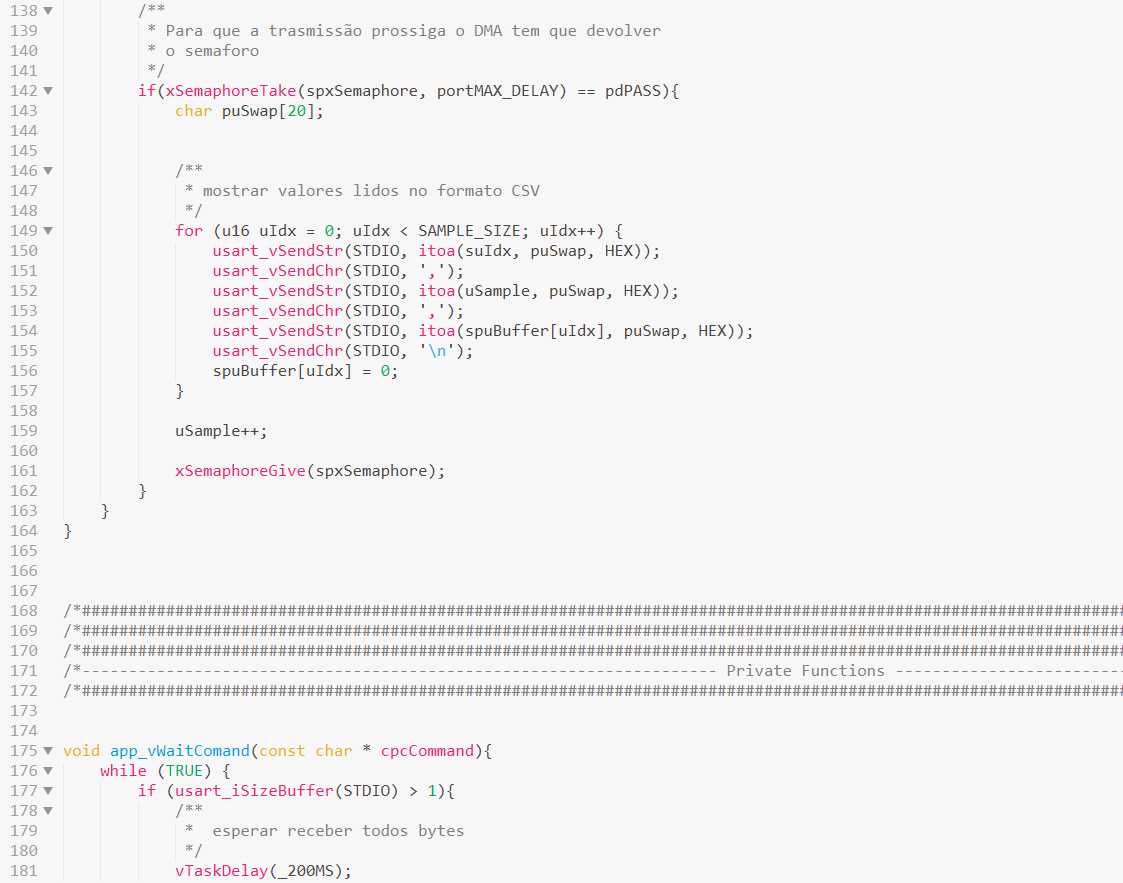 138 /**
139 * Para que a trasmissão prossiga o DMA tem que devolver
140 * o semaforo
141 */
142 if(xSemaphoreTake(spxSemaphore, portMAX_DELAY) == pdPASS){
143 char puSwap[20];
144
145
146 /**
147 * mostrar valores lidos no formato CSV
148 */
149 for (u16 uIdx = 0; uIdx < SAMPLE_SIZE; uIdx++) {
150 usart_vSendStr(STDIO, itoa(suIdx, puSwap, HEX));
151 usart_vSendChr(STDIO, ',');
152 usart_vSendStr(STDIO, itoa(uSample, puSwap, HEX));
153 usart_vSendChr(STDIO, ',');
154 usart_vSendStr(STDIO, itoa(spuBuffer[uIdx], puSwap, HEX));
155 usart_vSendChr(STDIO, '\n');
156 spuBuffer[uIdx] = 0;
157 }
158
159 uSample++;
160
161 xSemaphoreGive(spxSemaphore);
162 }
163 }
164 }
165
166
167
168 /*################################################################################################################
169 /*################################################################################################################
170 /*################################################################################################################
171 /*-------------------------------------------------------------------- Private Functions -------------------------
172 /*################################################################################################################
173
174
175 void app_vWaitComand(const char * cpcCommand){
176 while (TRUE) {
177 if (usart_iSizeBuffer(STDIO) > 1){
178 /**
179 * esperar receber todos bytes
180 */
181 vTaskDelay(_200MS);